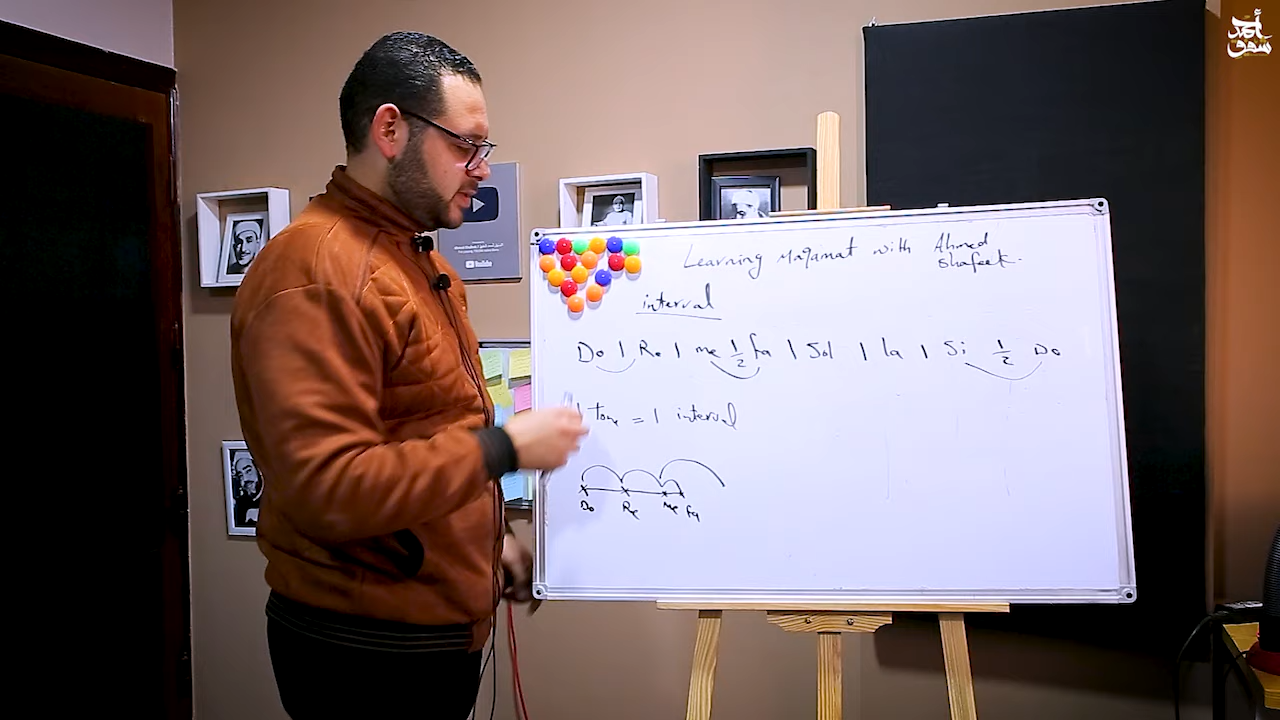 Learning Maqamat with Ahmed Shafeek.
interval
Do 1 Re 1 me 1/2 fa 1 Sol 1 la 1 Si 1/2 Do
1 tone = 1 interval
Do Re me fa
أحمد شفيق
YouTube